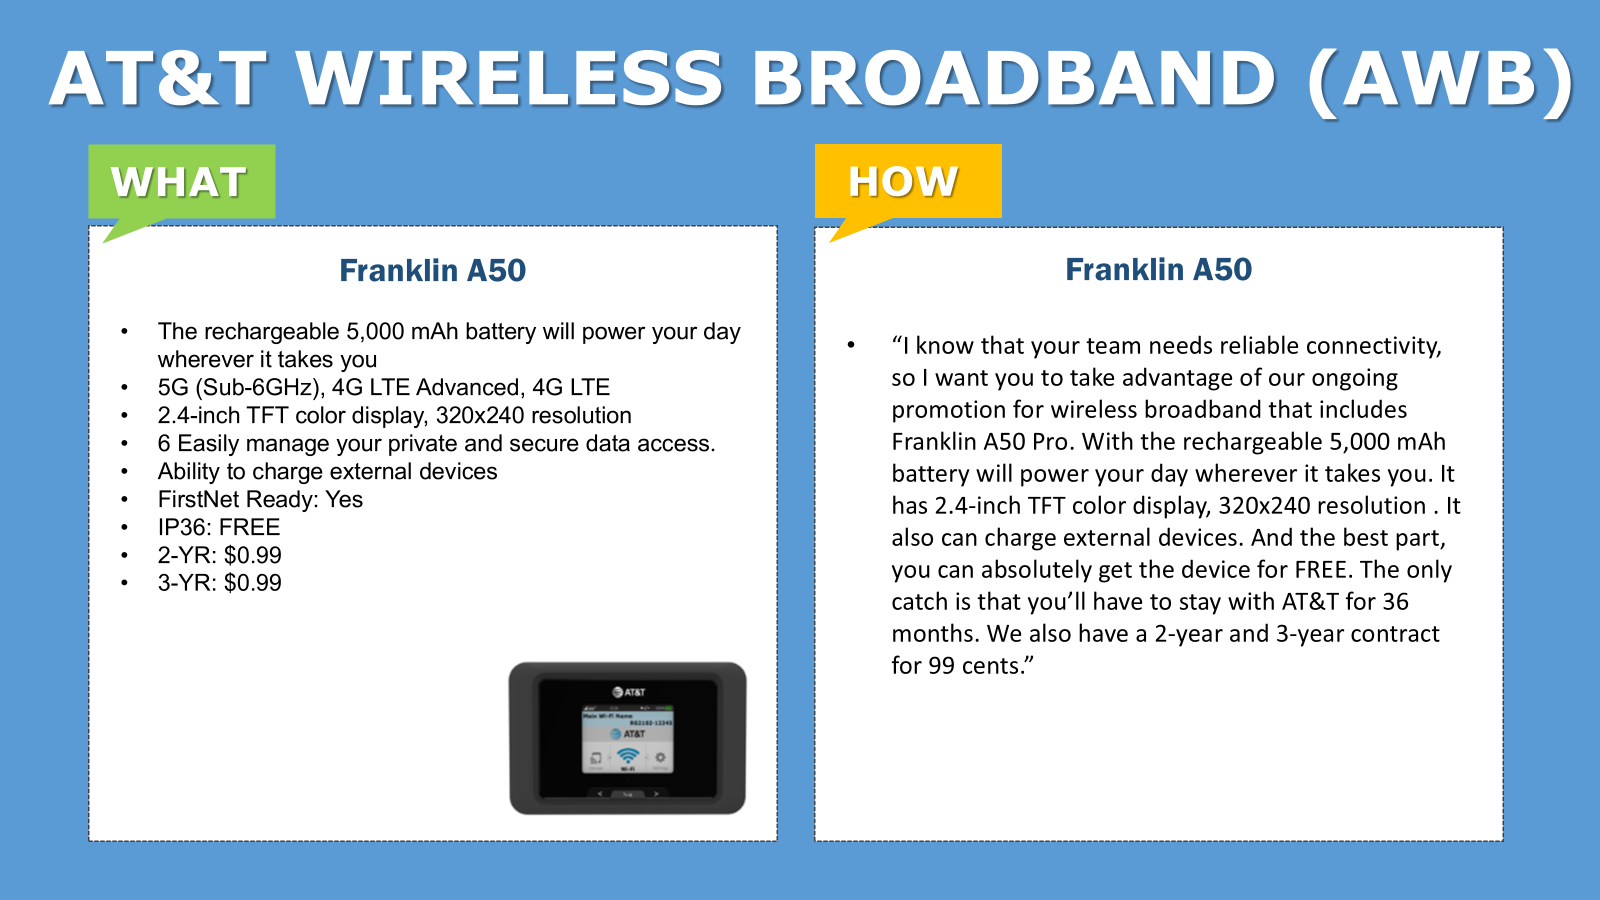 AT&T WIRELESS BROADBAND (AWB)
WHAT
Franklin A50
• The rechargeable 5,000 mAh battery will power your day
wherever it takes you
• 5G (Sub-6GHz), 4G LTE Advanced, 4G LTE
• 2.4-inch TFT color display, 320x240 resolution
• 6 Easily manage your private and secure data access.
• Ability to charge external devices
• FirstNet Ready: Yes
• IP36: FREE
• 2-YR: $0.99
• 3-YR: $0.99
AT&T
Main Wi-Fi Name
AT&T
Wi-Fi
HOW
Franklin A50
• “I know that your team needs reliable connectivity,
so I want you to take advantage of our ongoing
promotion for wireless broadband that includes
Franklin A50 Pro. With the rechargeable 5,000 mAh
battery will power your day wherever it takes you. It
has 2.4-inch TFT color display, 320x240 resolution . It
also can charge external devices. And the best part,
you can absolutely get the device for FREE. The only
catch is that you’ll have to stay with AT&T for 36
months. We also have a 2-year and 3-year contract
for 99 cents.”